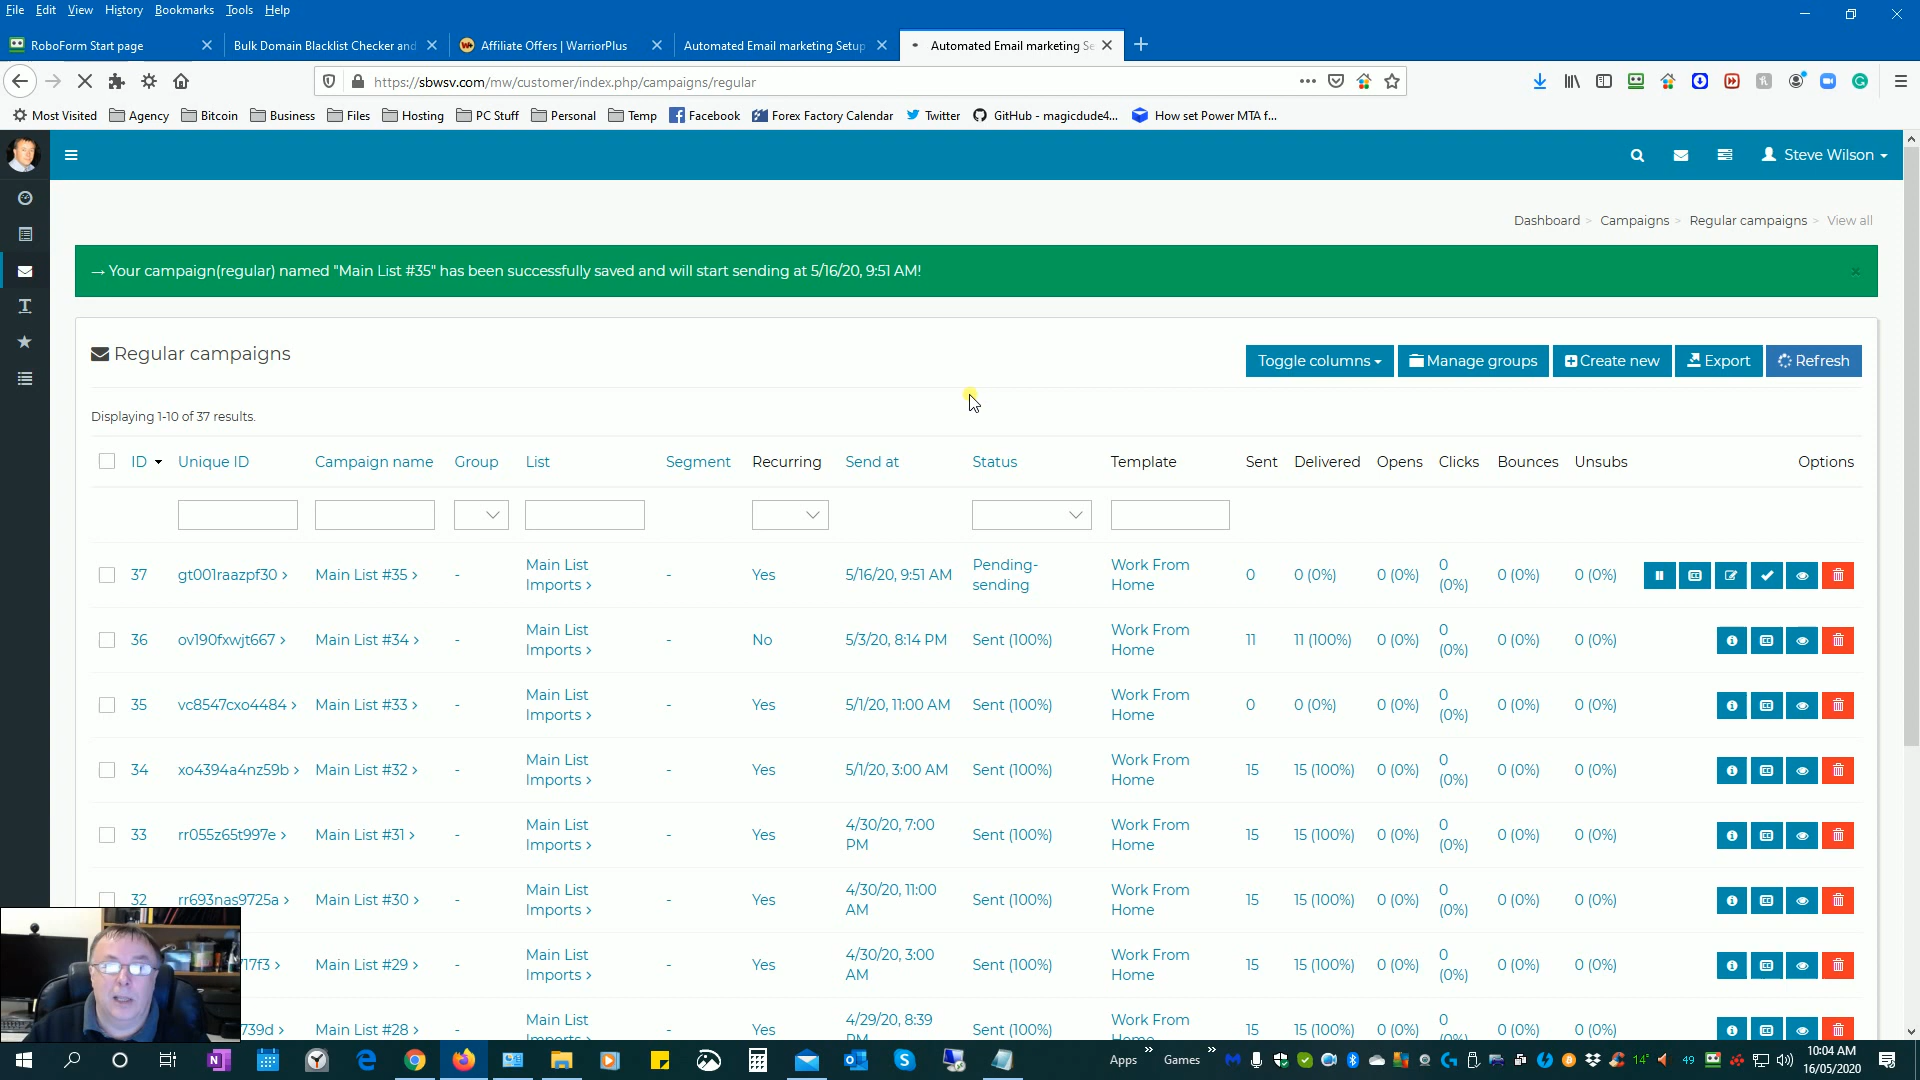 File Edit View History Bookmarks Tools Help
RoboForm Start page
Bulk Domain Blacklist Checker and
Affiliate Offers | WarriorPlus
Automated Email marketing Setup
Automated Email marketing Se
https://sbwsv.com/mw/customer/index.php/campaigns/regular
Most Visited Agency Bitcoin Business Files Hosting PC Stuff Personal Temp Facebook Forex Factory Calendar Twitter GitHub - magicdude4... How set Power MTA f...
Steve Wilson
Dashboard > Campaigns > Regular campaigns > View all
→ Your campaign(regular) named "Main List #35" has been successfully saved and will start sending at 5/16/20, 9:51 AM!
×
Regular campaigns
Toggle columns Manage groups Create new Export Refresh
Displaying 1-10 of 37 results.
ID Unique ID Campaign name Group List Segment Recurring Send at Status Template Sent Delivered Opens Clicks Bounces Unsubs Options
37 gt001raazpf30 > Main List #35 > - Main List Imports > - Yes 5/16/20, 9:51 AM Pending-sending Work From Home 0 0 (0%) 0 (0%) 0 (0%) 0 (0%) 0 (0%)
36 ov190fxwjt667 > Main List #34 > - Main List Imports > - No 5/3/20, 8:14 PM Sent (100%) Work From Home 11 11 (100%) 0 (0%) 0 (0%) 0 (0%) 0 (0%)
35 vc8547cxo4484 > Main List #33 > - Main List Imports > - Yes 5/1/20, 11:00 AM Sent (100%) Work From Home 0 0 (0%) 0 (0%) 0 (0%) 0 (0%) 0 (0%)
34 xo4394a4nz59b > Main List #32 > - Main List Imports > - Yes 5/1/20, 3:00 AM Sent (100%) Work From Home 15 15 (100%) 0 (0%) 0 (0%) 0 (0%) 0 (0%)
33 rr055z65t997e > Main List #31 > - Main List Imports > - Yes 4/30/20, 7:00 PM Sent (100%) Work From Home 15 15 (100%) 0 (0%) 0 (0%) 0 (0%) 0 (0%)
32 rr693nas9725a > Main List #30 > - Main List Imports > - Yes 4/30/20, 11:00 AM Sent (100%) Work From Home 15 15 (100%) 0 (0%) 0 (0%) 0 (0%) 0 (0%)
17f3 > Main List #29 > - Main List Imports > - Yes 4/30/20, 3:00 AM Sent (100%) Work From Home 15 15 (100%) 0 (0%) 0 (0%) 0 (0%) 0 (0%)
739d > Main List #28 > - Main List Yes 4/29/20, 8:39 PM Sent (100%) Work From Home 15 15 (100%) 0 (0%) 0 (0%) 0 (0%) 0 (0%)
Apps » Games » 14° 49 10:04 AM
16/05/2020